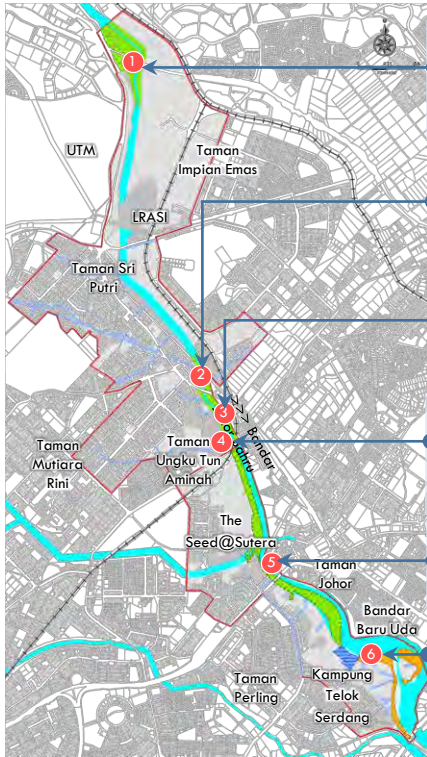 1
UTM
Taman
Impian Emas
LRASI
Taman Sri
Putri
2
3
4
Bandar
Taman
Ungku Tun
Aminah
Taman
Mutiara
Rini
The
Seed@Sutera
5
Taman
Johor
Bandar
Baru Uda
6
Kampung
Telok
Serdang
Taman
Perling